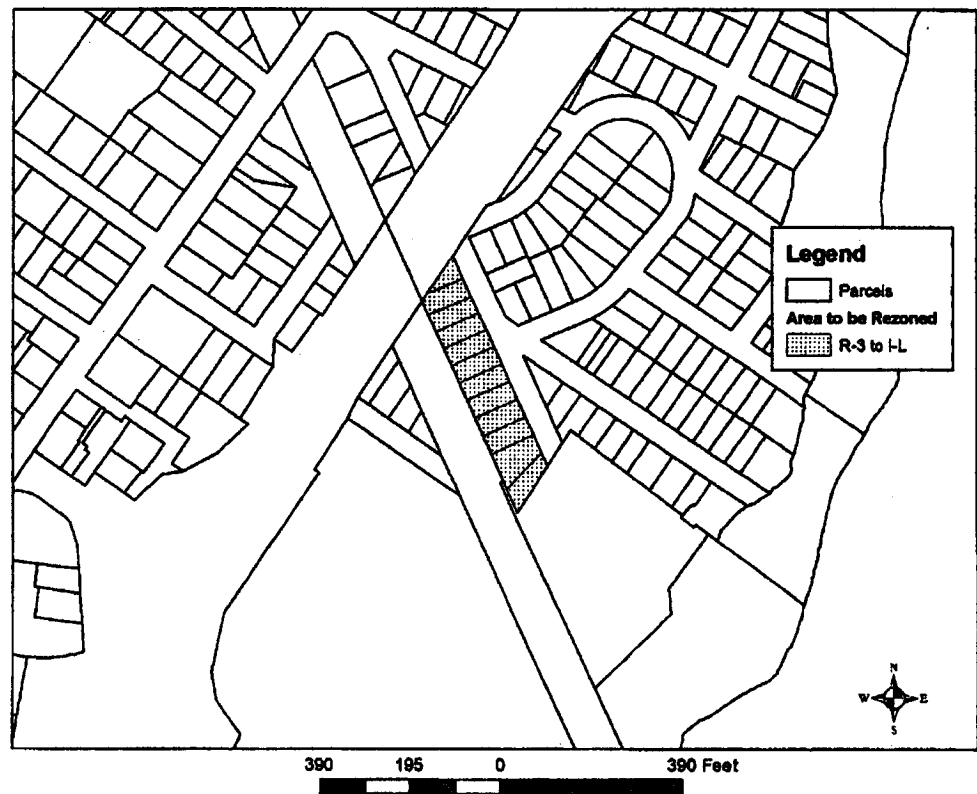 Legend
Parcels
Area to be Rezoned
R-3 to I-L
N
W E
S
390 195 0 390 Feet